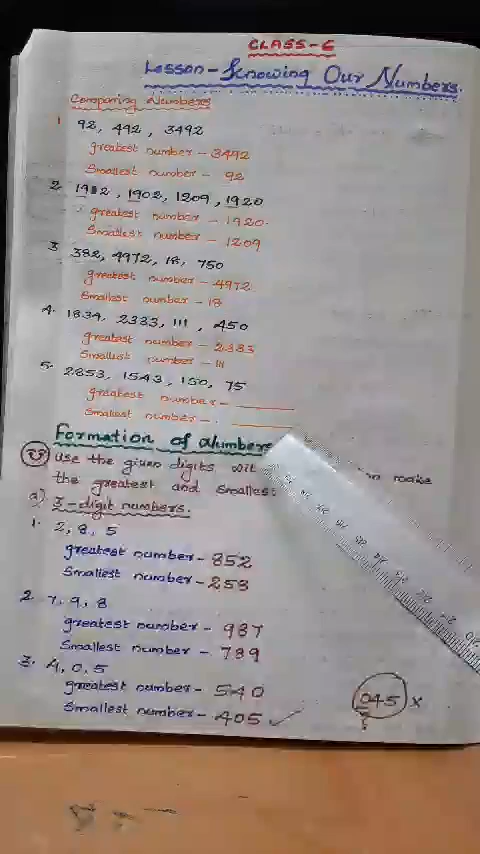 CLASS-6
Lesson - Knowing Our Numbers.
Comparing Numbers
1. 92, 492, 3492
greatest number - 3492
Smallest number - 92
2. 1902, 1209, 1920
greatest number - 1920.
Smallest number - 1209
3. 382, 4972, 18, 750
greatest number - 4972
Smallest number - 18
4. 1834, 2333, 111, 450
greatest number - 2333
Smallest number - 111
5. 2853, 1543, 150, 75
greatest number -
Smallest number -
Formation of Numbers
use the given digits make
the greatest and smallest
a) 3-digit numbers.
1. 2, 8, 5
greatest number - 852
Smallest number - 258
2. 7, 9, 8
greatest number - 987
Smallest number - 789
3. 4, 0, 5
greatest number - 540
Smallest number - 405 ✓
045 ×